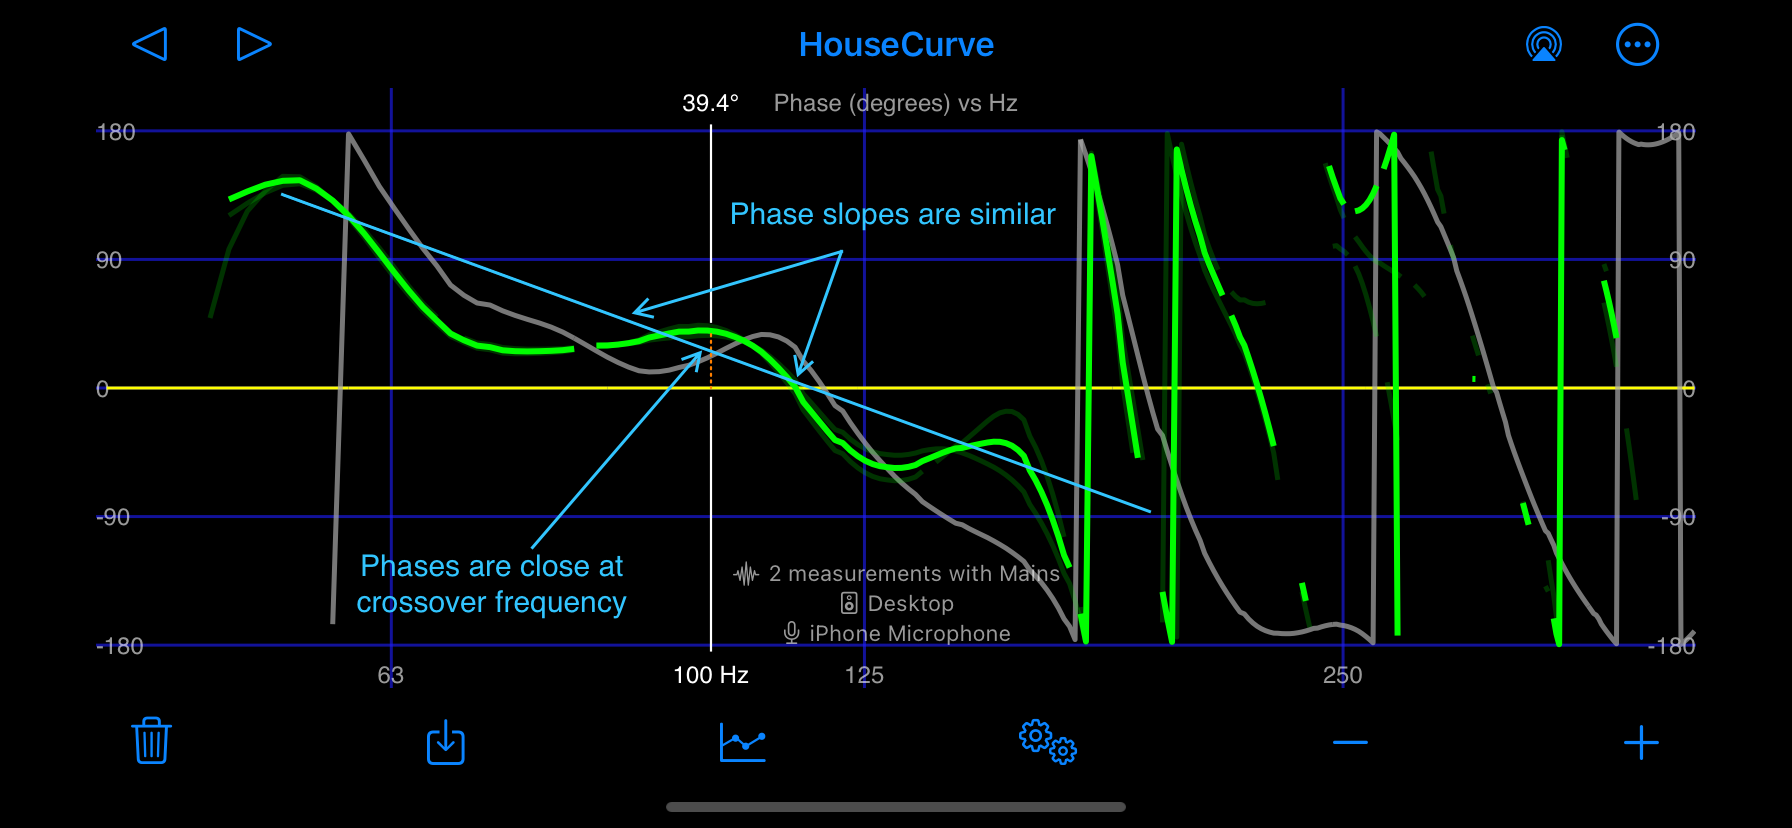 HouseCurve
39.4° Phase (degrees) vs Hz
180 180
Phase slopes are similar
90 90
0 0
-90 -90
Phases are close at
crossover frequency
2 measurements with Mains
Desktop
iPhone Microphone
-180 -180
63 100 Hz 125 250